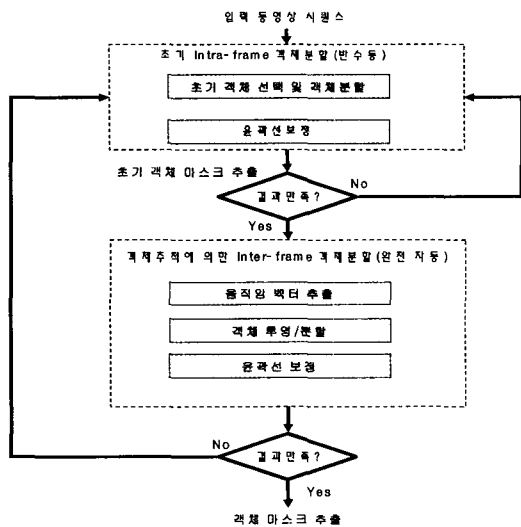 입력 동영상 시퀀스
초기 Intra-frame 객체분할(반수동)
초기 객체 선택 및 객체분할
윤곽선보정
초기 객체 마스크 추출
결과만족?
No
Yes
객체추적에 의한 Inter-frame 객체분할(완전 자동)
움직임 벡터 추출
객체 투영/분할
윤곽선 보정
No
결과만족?
Yes
객체 마스크 추출